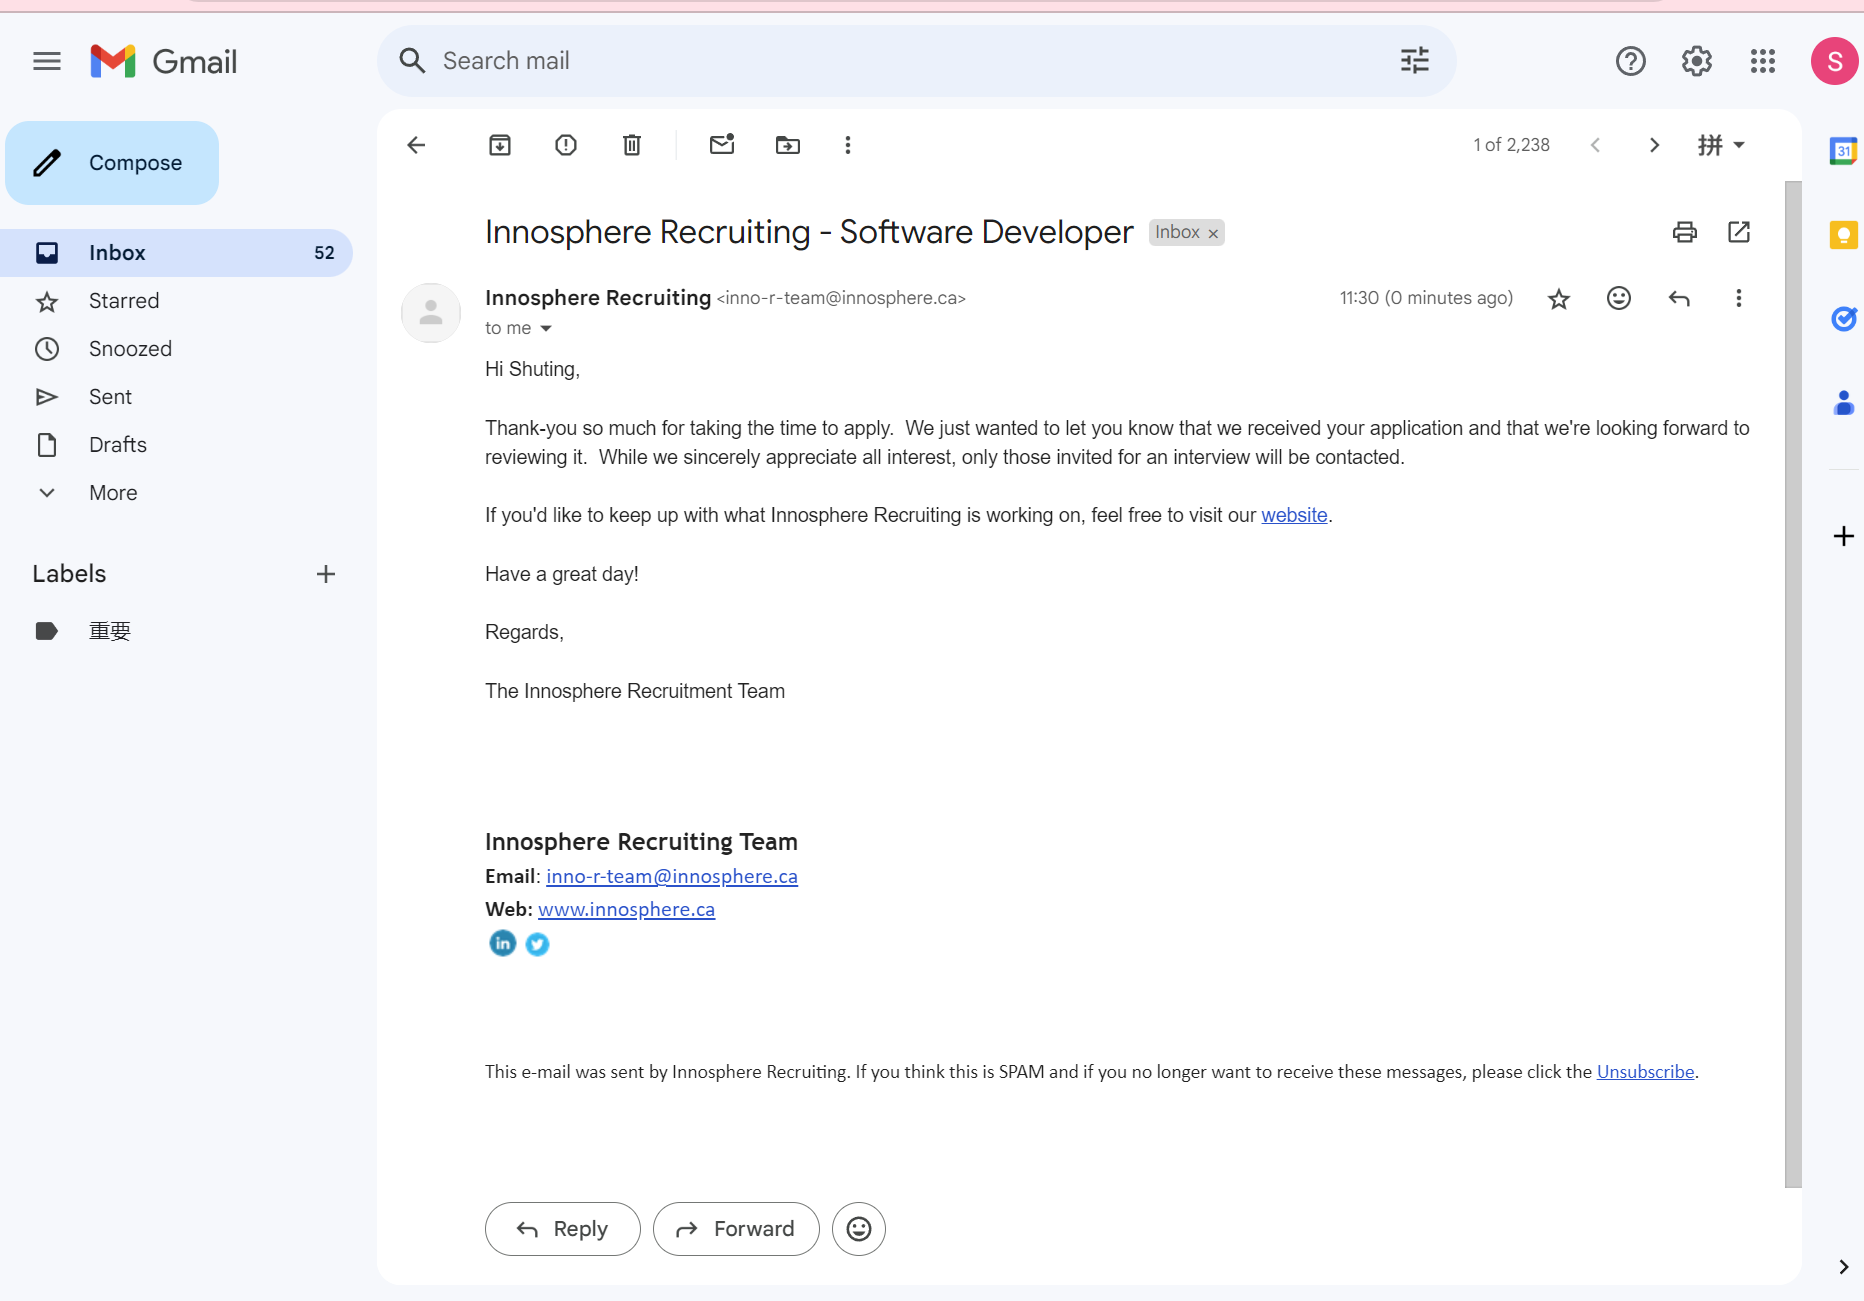 Gmail
Search mail
S
Compose
1 of 2,238
拼
31
Innosphere Recruiting - Software Developer Inbox ×
Inbox 52
Starred
Snoozed
Sent
Drafts
More
Labels
重要
Innosphere Recruiting <inno-r-team@innosphere.ca> 11:30 (0 minutes ago)
to me
Hi Shuting,
Thank-you so much for taking the time to apply.  We just wanted to let you know that we received your application and that we're looking forward to
reviewing it.  While we sincerely appreciate all interest, only those invited for an interview will be contacted.
If you'd like to keep up with what Innosphere Recruiting is working on, feel free to visit our website.
Have a great day!
Regards,
The Innosphere Recruitment Team
Innosphere Recruiting Team
Email: inno-r-team@innosphere.ca
Web: www.innosphere.ca
in
This e-mail was sent by Innosphere Recruiting. If you think this is SPAM and if you no longer want to receive these messages, please click the Unsubscribe.
Reply
Forward